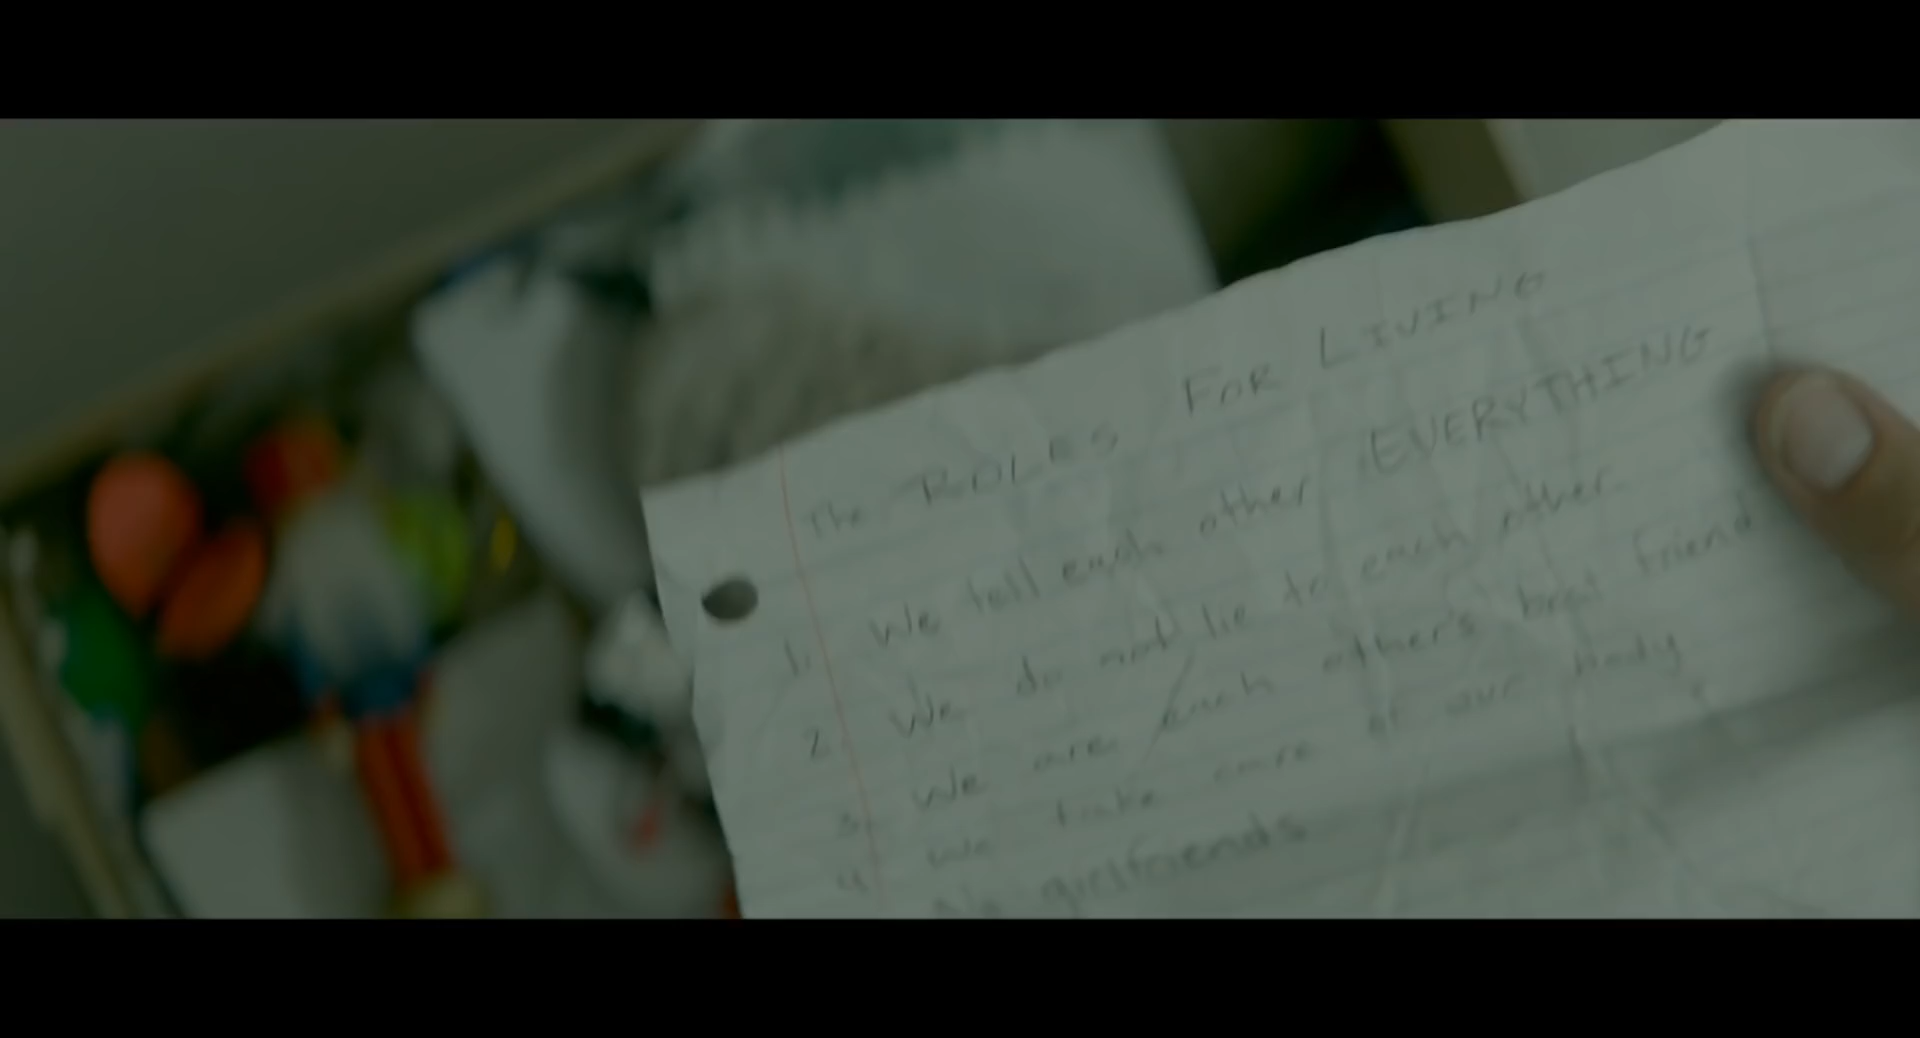 The RULES FOR LIVING
1. We tell each other EVERYTHING
2. We do not lie to each other
3. We are each other's best friend
4. We take care of our body
No girlfriends